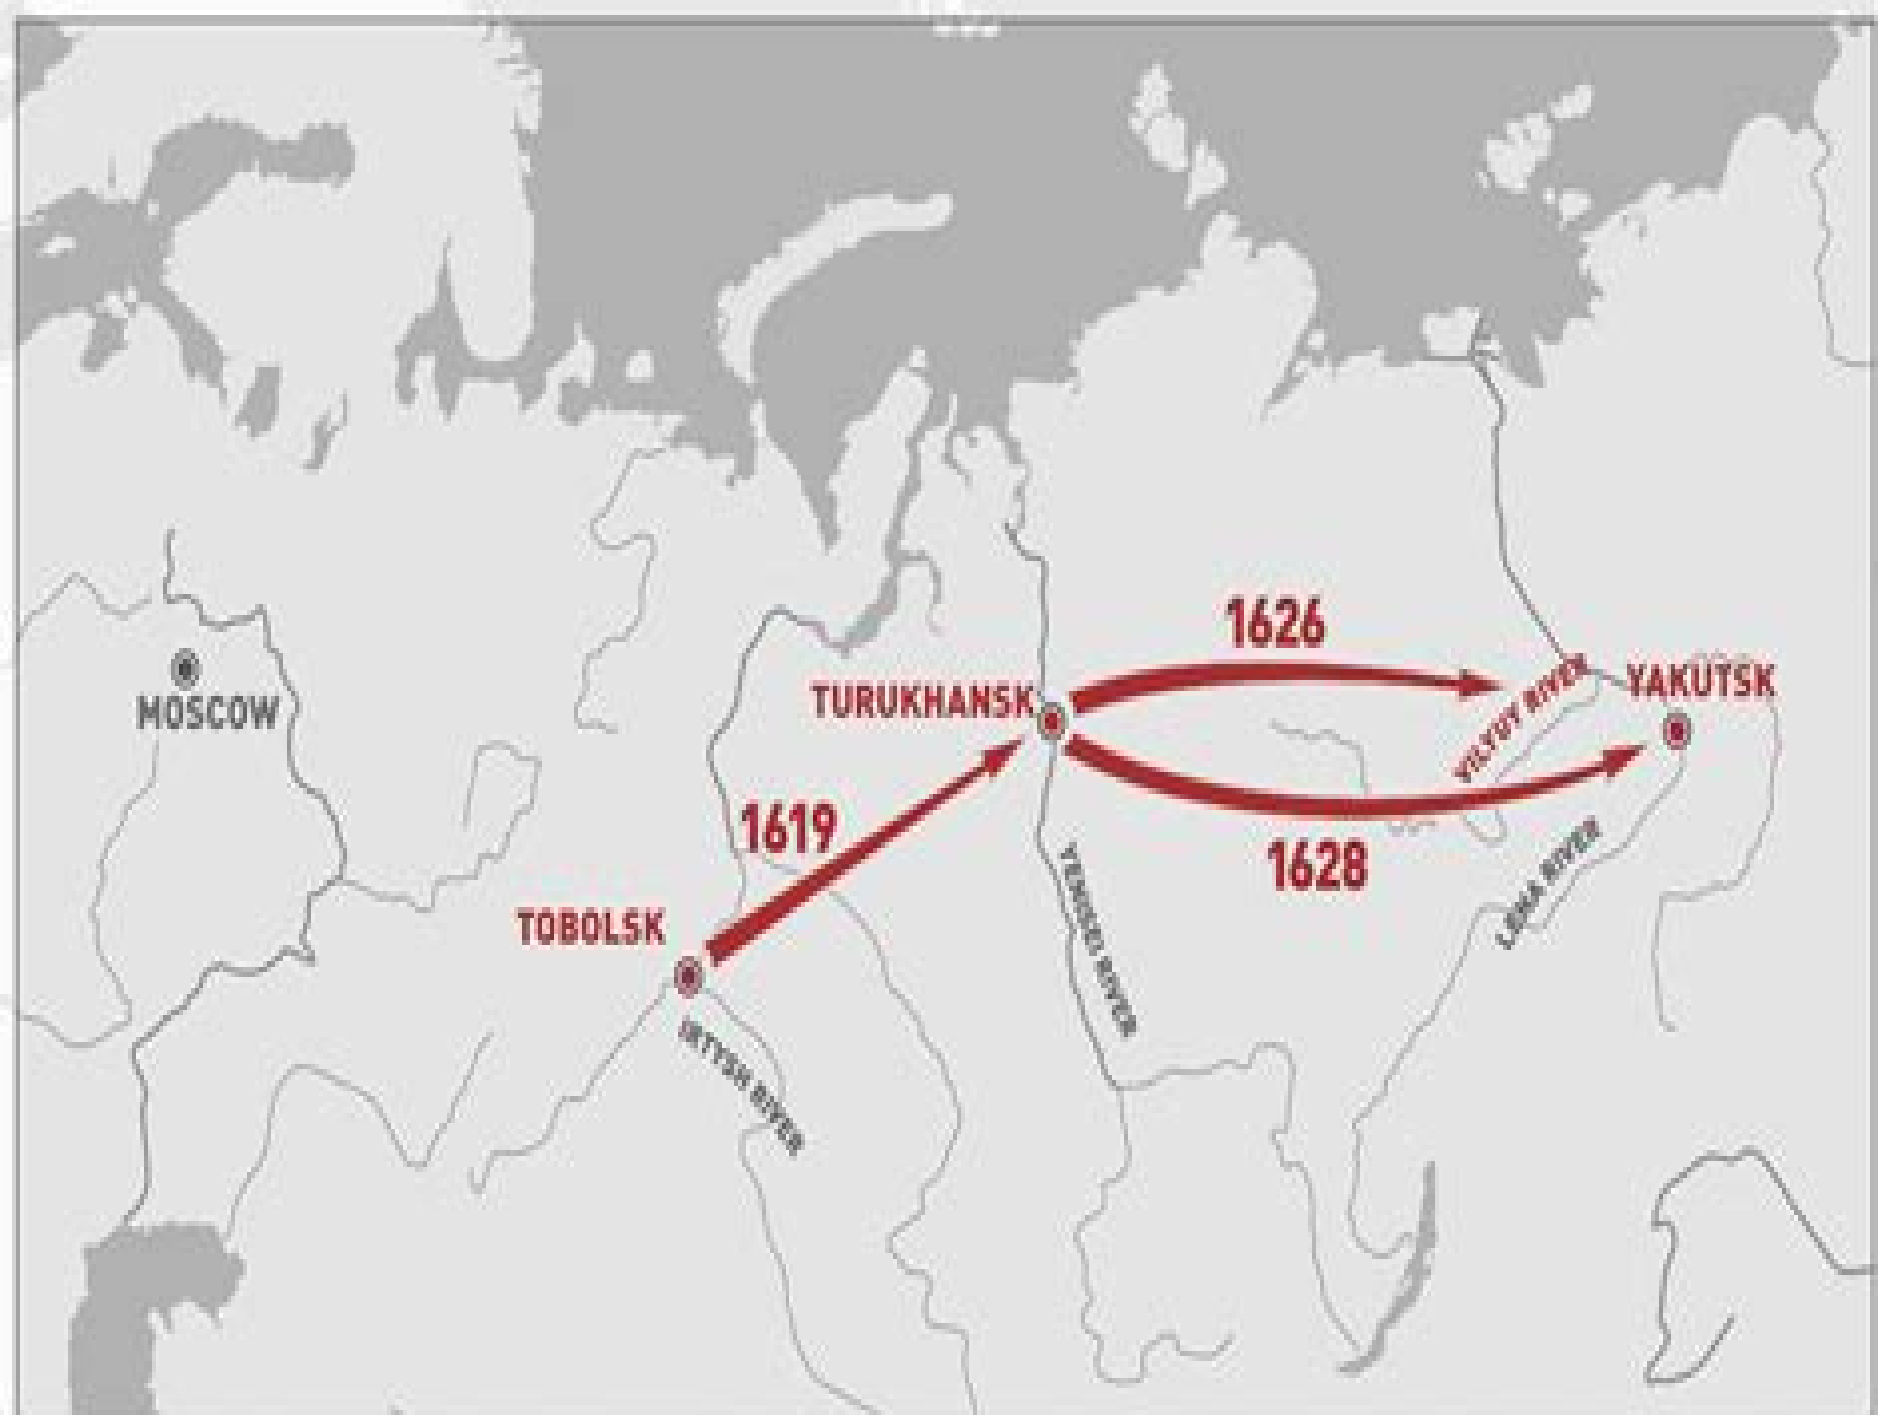 1626
VILYUY RIVER
YAKUTSK
TURUKHANSK
MOSCOW
1619
1628
YENISEI RIVER
LENA RIVER
TOBOLSK
IRTYSH RIVER